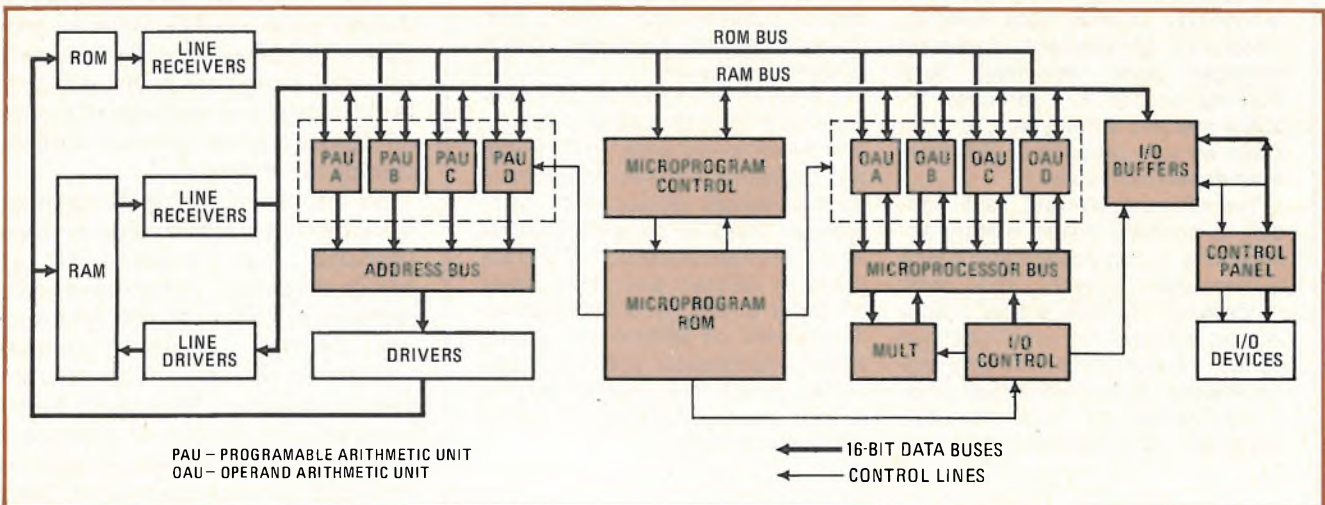 ROM
LINE
RECEIVERS
ROM BUS
RAM BUS
PAU
A
PAU
B
PAU
C
PAU
D
MICROPROGRAM
CONTROL
OAU
A
OAU
B
OAU
C
OAU
D
I/O
BUFFERS
RAM
LINE
RECEIVERS
ADDRESS BUS
MICROPROGRAM
ROM
MICROPROCESSOR BUS
CONTROL
PANEL
LINE
DRIVERS
DRIVERS
MULT
I/O
CONTROL
I/O
DEVICES
PAU – PROGRAMABLE ARITHMETIC UNIT
OAU – OPERAND ARITHMETIC UNIT
16-BIT DATA BUSES
CONTROL LINES